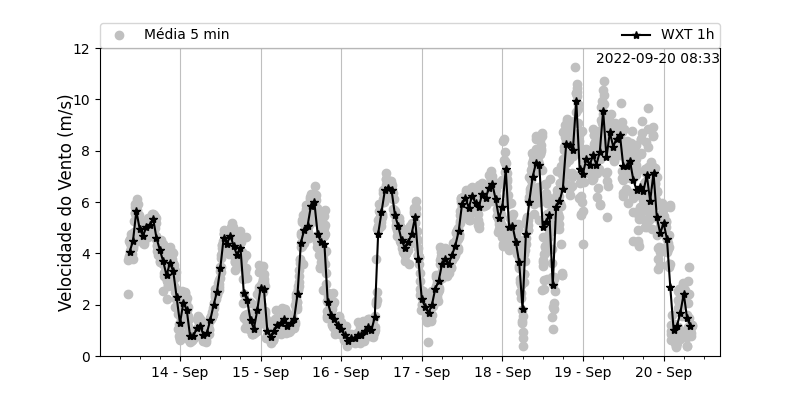 Média 5 min
WXT 1h
2022-09-20 08:33
Velocidade do Vento (m/s)
12
10
8
6
4
2
0
14 - Sep
15 - Sep
16 - Sep
17 - Sep
18 - Sep
19 - Sep
20 - Sep